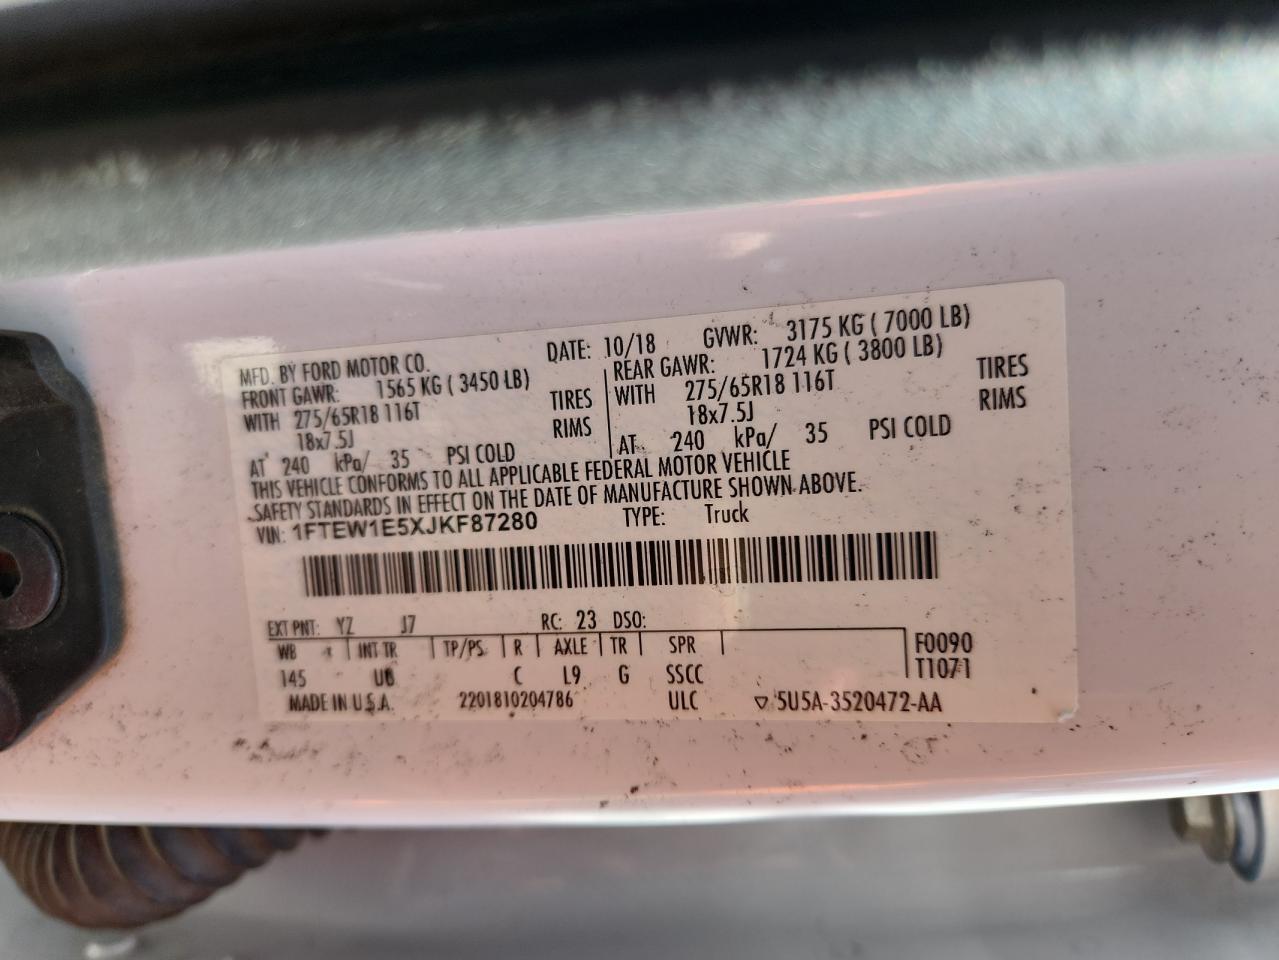 MFD. BY FORD MOTOR CO. DATE: 10/18 GVWR: 3175 KG ( 7000 LB)
FRONT GAWR: 1565 KG ( 3450 LB) REAR GAWR: 1724 KG ( 3800 LB)
WITH 275/65R18 116T TIRES WITH 275/65R18 116T TIRES
18x7.5J RIMS 18x7.5J RIMS
AT 240 kPa/ 35 PSI COLD AT 240 kPa/ 35 PSI COLD
THIS VEHICLE CONFORMS TO ALL APPLICABLE FEDERAL MOTOR VEHICLE
SAFETY STANDARDS IN EFFECT ON THE DATE OF MANUFACTURE SHOWN ABOVE.
VIN: 1FTEW1E5XJKF87280 TYPE: Truck
EXT PNT: YZ J7 RC: 23 DSO:
WB INT TR TP/PS R AXLE TR SPR F0090
145 C L9 G SSCC T1071
MADE IN U.S.A. 2201810204786 ULC ▽ 5U5A-3520472-AA